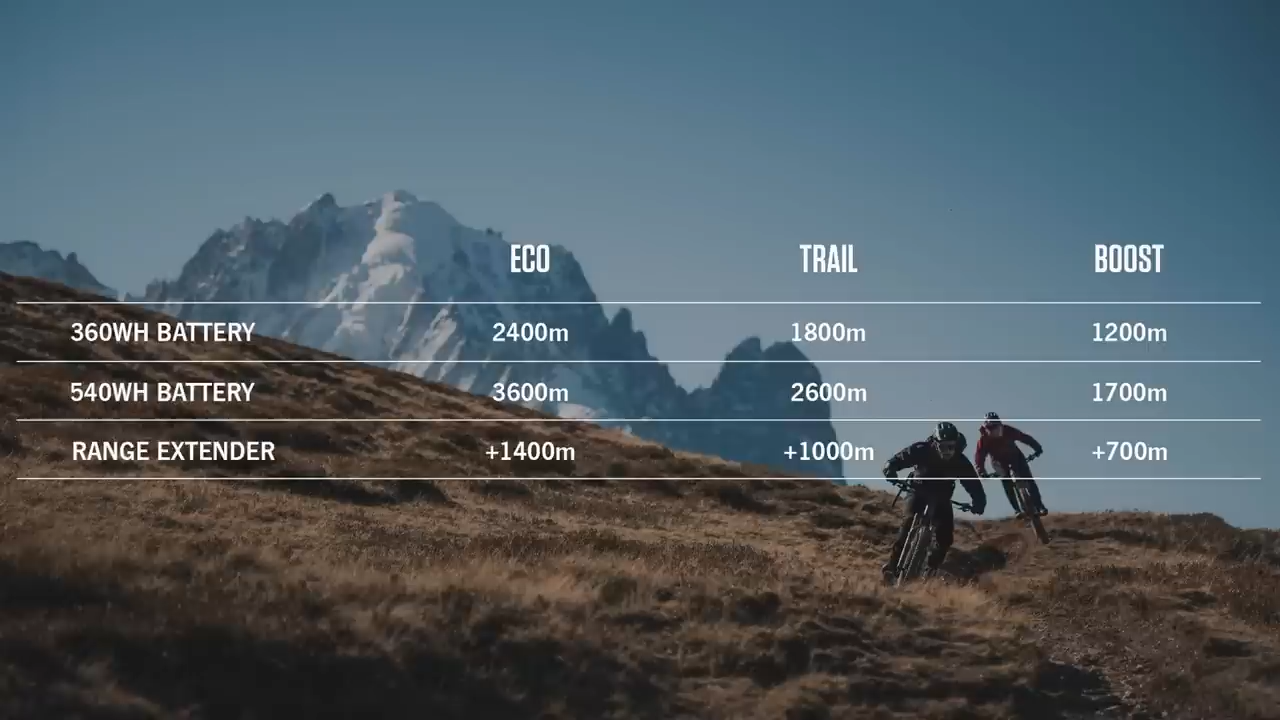 ECO TRAIL BOOST
360WH BATTERY 2400m 1800m 1200m
540WH BATTERY 3600m 2600m 1700m
RANGE EXTENDER +1400m +1000m +700m